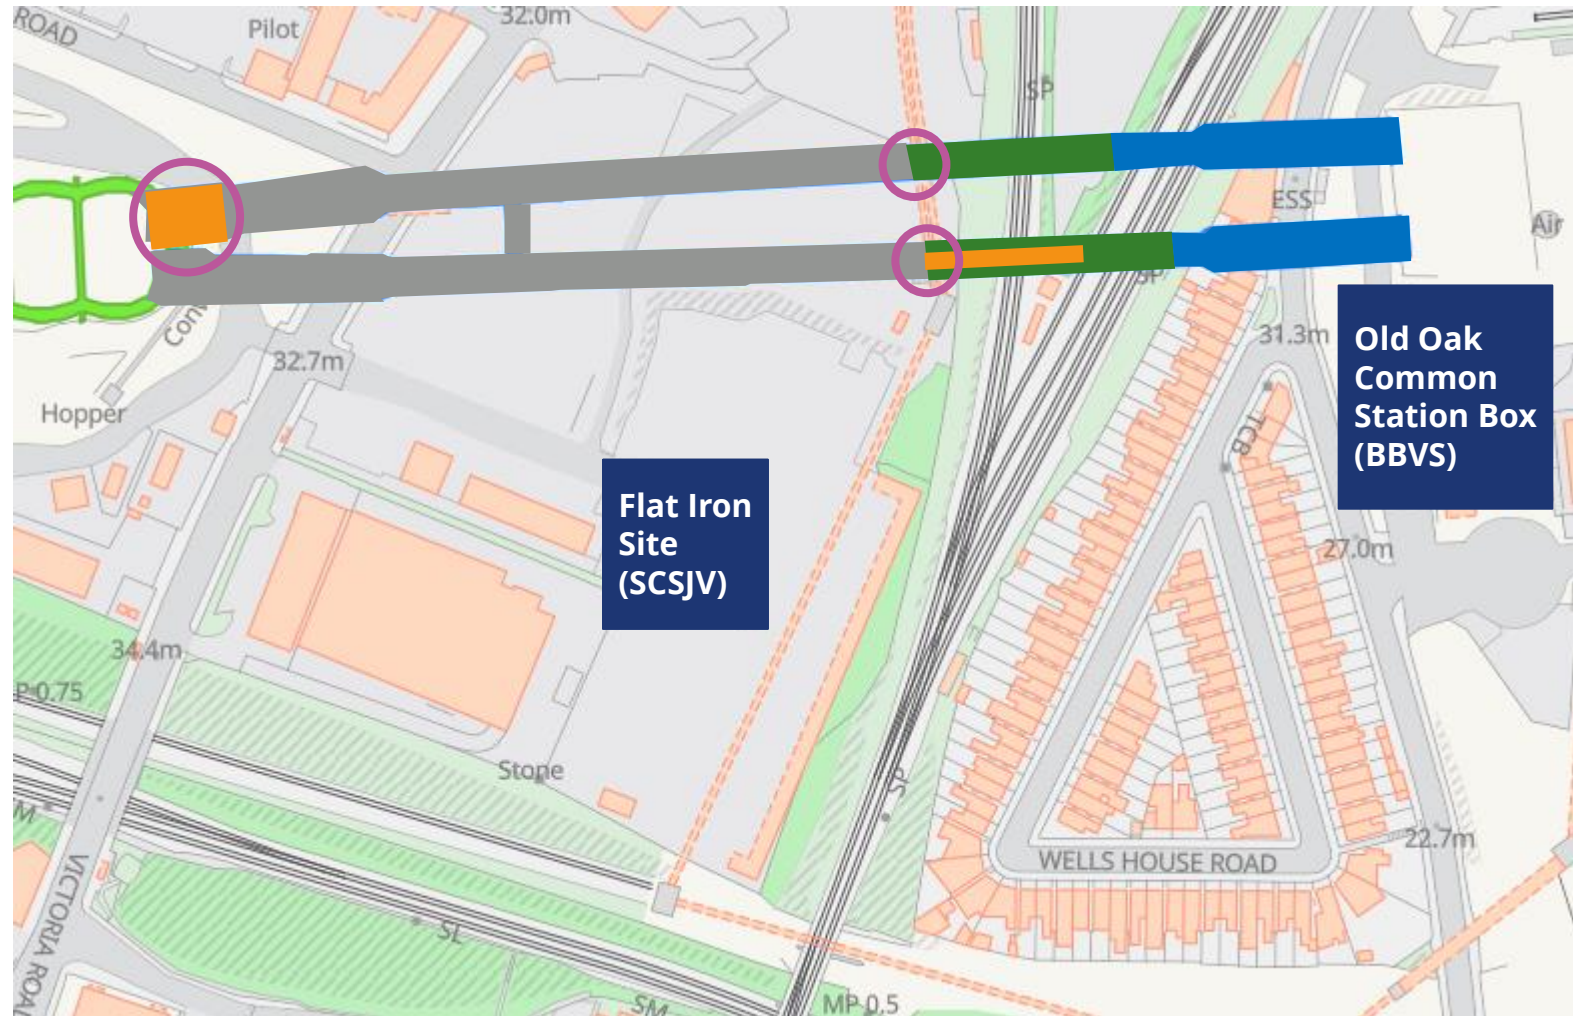 ROAD
Pilot
32.0m
SP
ESS
Air
SP
31.3m
32.7m
Hopper
Old Oak
Common
Station Box
(BBVS)
TCB
Flat Iron
Site
(SCSJV)
27.0m
34.4m
P 0.75
Stone
SP
22.7m
WELLS HOUSE ROAD
VICTORIA ROA
SL
SM
MP 0.5